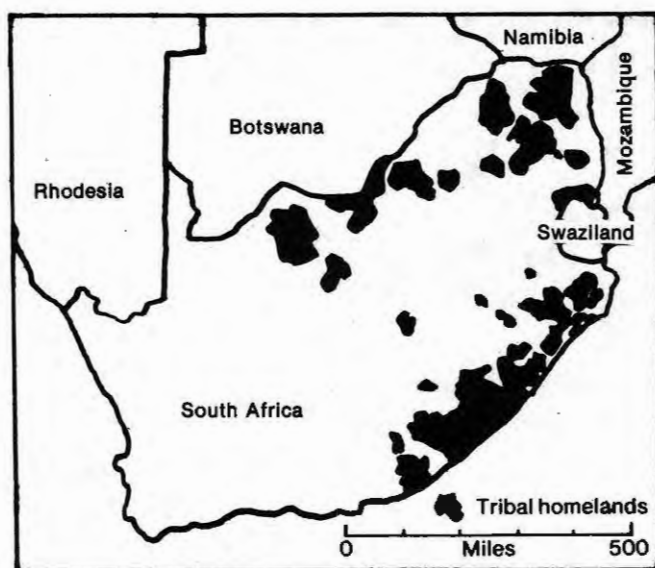 Namibia
Mozambique
Botswana
Rhodesia
Swaziland
South Africa
Tribal homelands
0 500
Miles